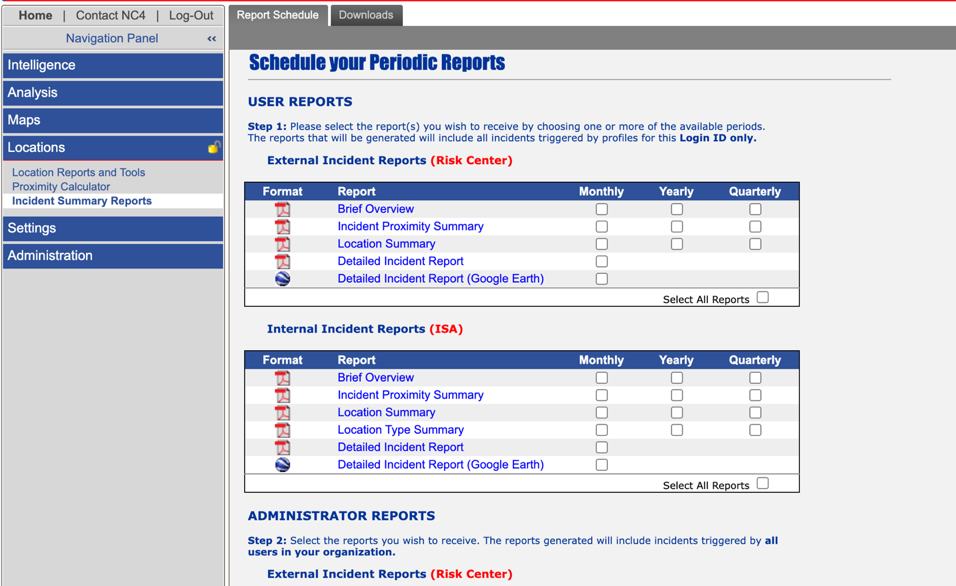 Home | Contact NC4 | Log-Out
Navigation Panel «
Intelligence
Analysis
Maps
Locations
Location Reports and Tools
Proximity Calculator
Incident Summary Reports
Settings
Administration
Report Schedule Downloads
Schedule your Periodic Reports
USER REPORTS
Step 1: Please select the report(s) you wish to receive by choosing one or more of the available periods.
The reports that will be generated will include all incidents triggered by profiles for this Login ID only.
External Incident Reports (Risk Center)
Format Report Monthly Yearly Quarterly
Brief Overview
Incident Proximity Summary
Location Summary
Detailed Incident Report
Detailed Incident Report (Google Earth)
Select All Reports
Internal Incident Reports (ISA)
Format Report Monthly Yearly Quarterly
Brief Overview
Incident Proximity Summary
Location Summary
Location Type Summary
Detailed Incident Report
Detailed Incident Report (Google Earth)
Select All Reports
ADMINISTRATOR REPORTS
Step 2: Select the reports you wish to receive. The reports generated will include incidents triggered by all
users in your organization.
External Incident Reports (Risk Center)